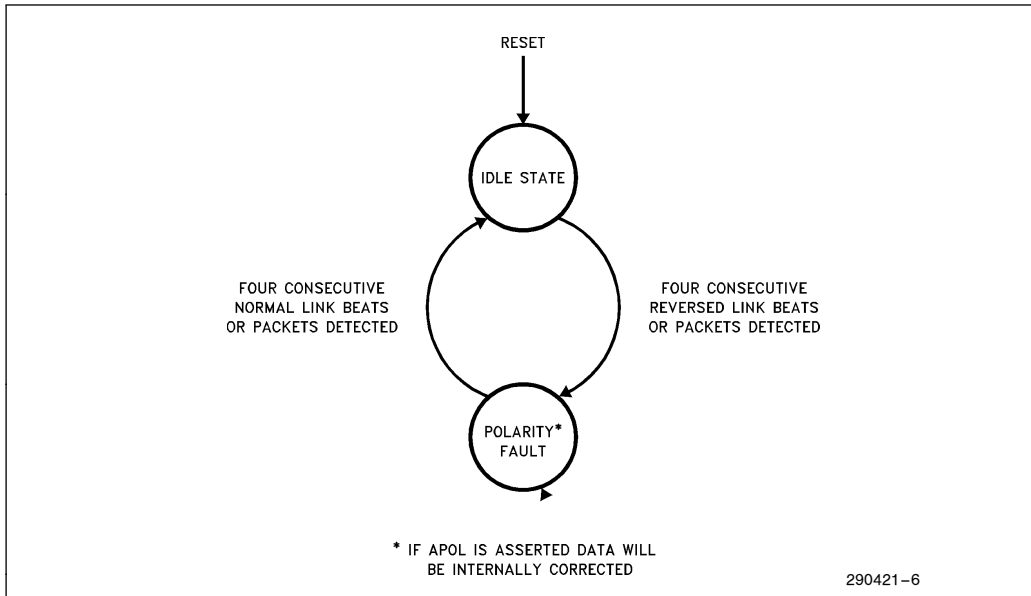 RESET
IDLE STATE
FOUR CONSECUTIVE
NORMAL LINK BEATS
OR PACKETS DETECTED
FOUR CONSECUTIVE
REVERSED LINK BEATS
OR PACKETS DETECTED
POLARITY*
FAULT
* IF APOL IS ASSERTED DATA WILL
BE INTERNALLY CORRECTED
290421–6